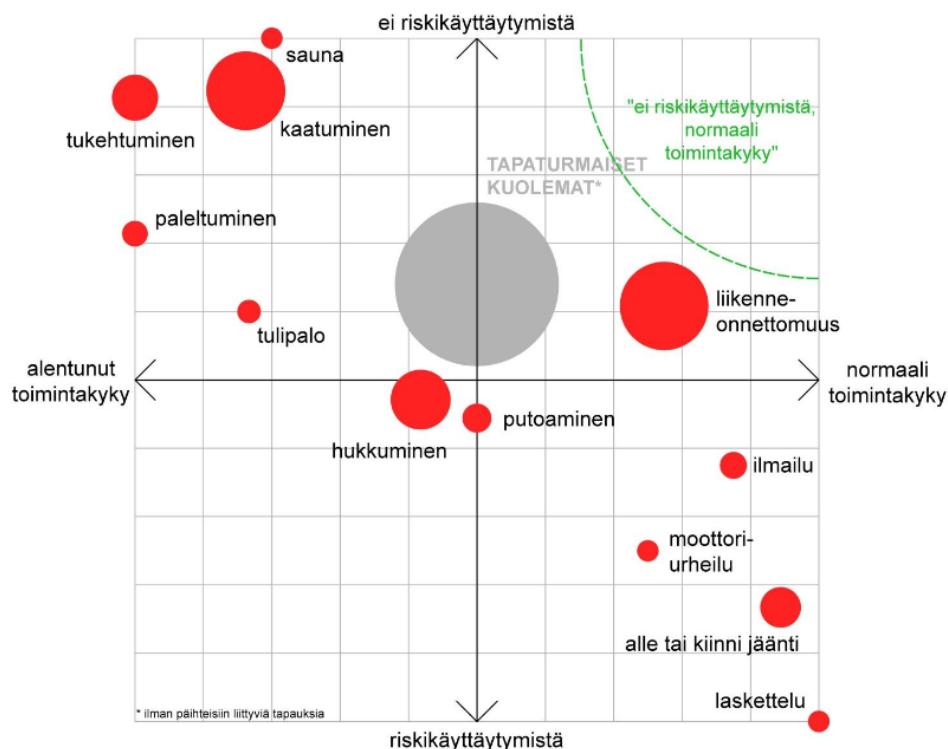 ei riskikäyttäytymistä
sauna
tukehtuminen
kaatuminen
"ei riskikäyttäytymistä,
normaali
toimintakyky"
TAPATURMAISET
KUOLEMAT*
paleltuminen
tulipalo
liikenne-
onnettomuus
alentunut
toimintakyky
normaali
toimintakyky
hukkuminen
putoaminen
ilmailu
moottori-
urheilu
alle tai kiinni jäänti
laskettelu
* ilman päihteisiin liittyviä tapauksia
riskikäyttäytymistä